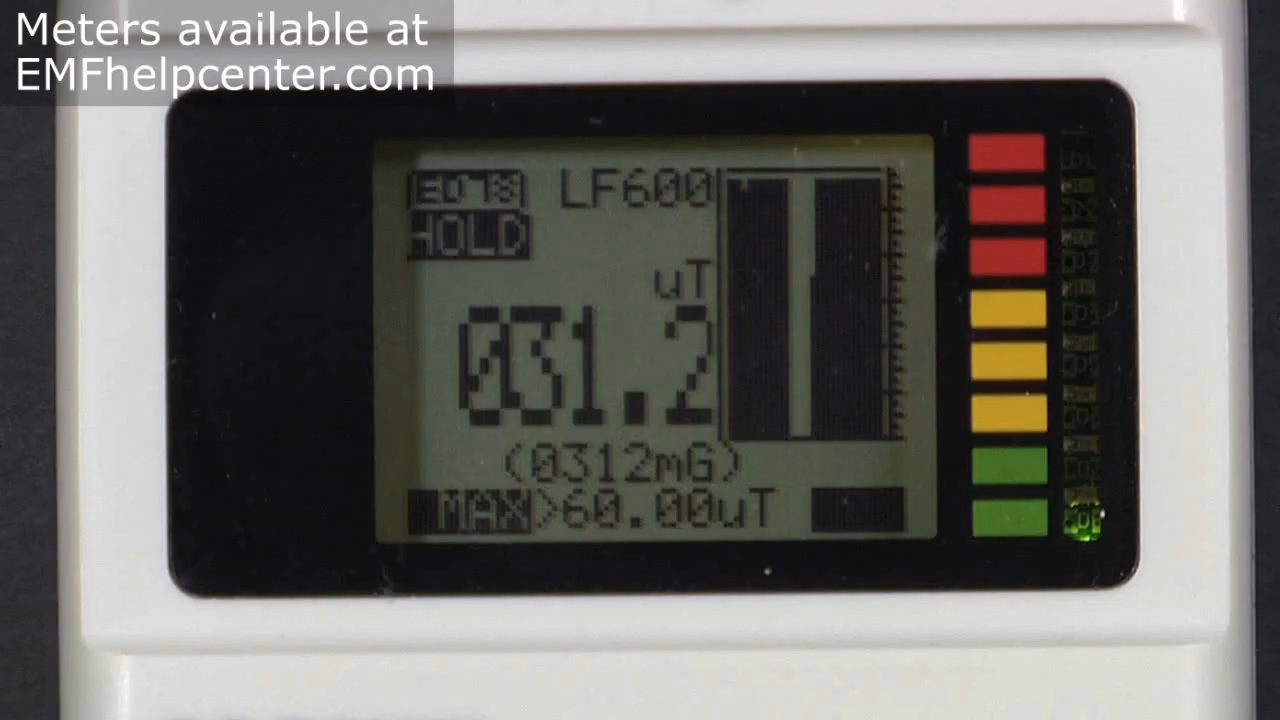 Meters available at
EMFhelpcenter.com
ED78 LF600
HOLD
uT
031.2
(0312mG)
MAX>60.00uT